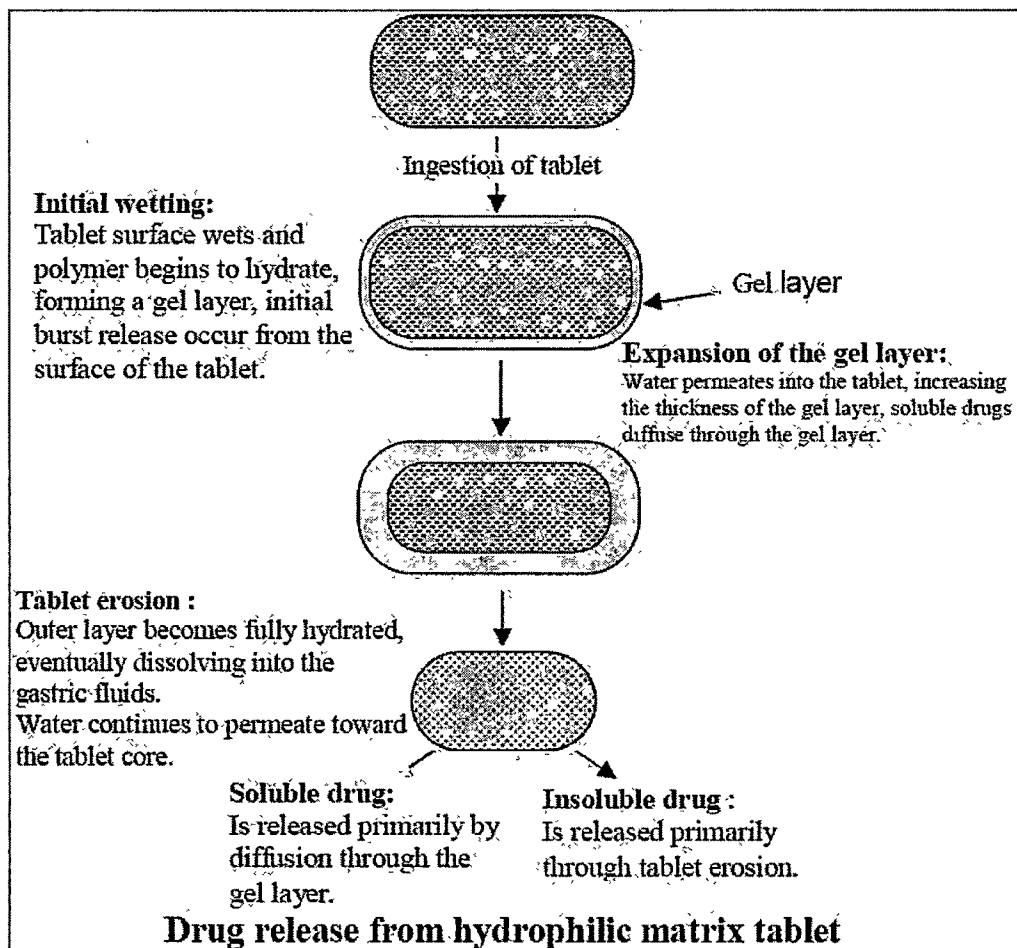 Ingestion of tablet
Initial wetting:
Tablet surface wets and
polymer begins to hydrate,
forming a gel layer, initial
burst release occur from the
surface of the tablet.
Gel layer
Expansion of the gel layer:
Water permeates into the tablet, increasing
the thickness of the gel layer, soluble drugs
diffuse through the gel layer.
Tablet erosion :
Outer layer becomes fully hydrated,
eventually dissolving into the
gastric fluids.
Water continues to permeate toward
the tablet core.
Soluble drug:
Is released primarily by
diffusion through the
gel layer.
Insoluble drug :
Is released primarily
through tablet erosion.
Drug release from hydrophilic matrix tablet